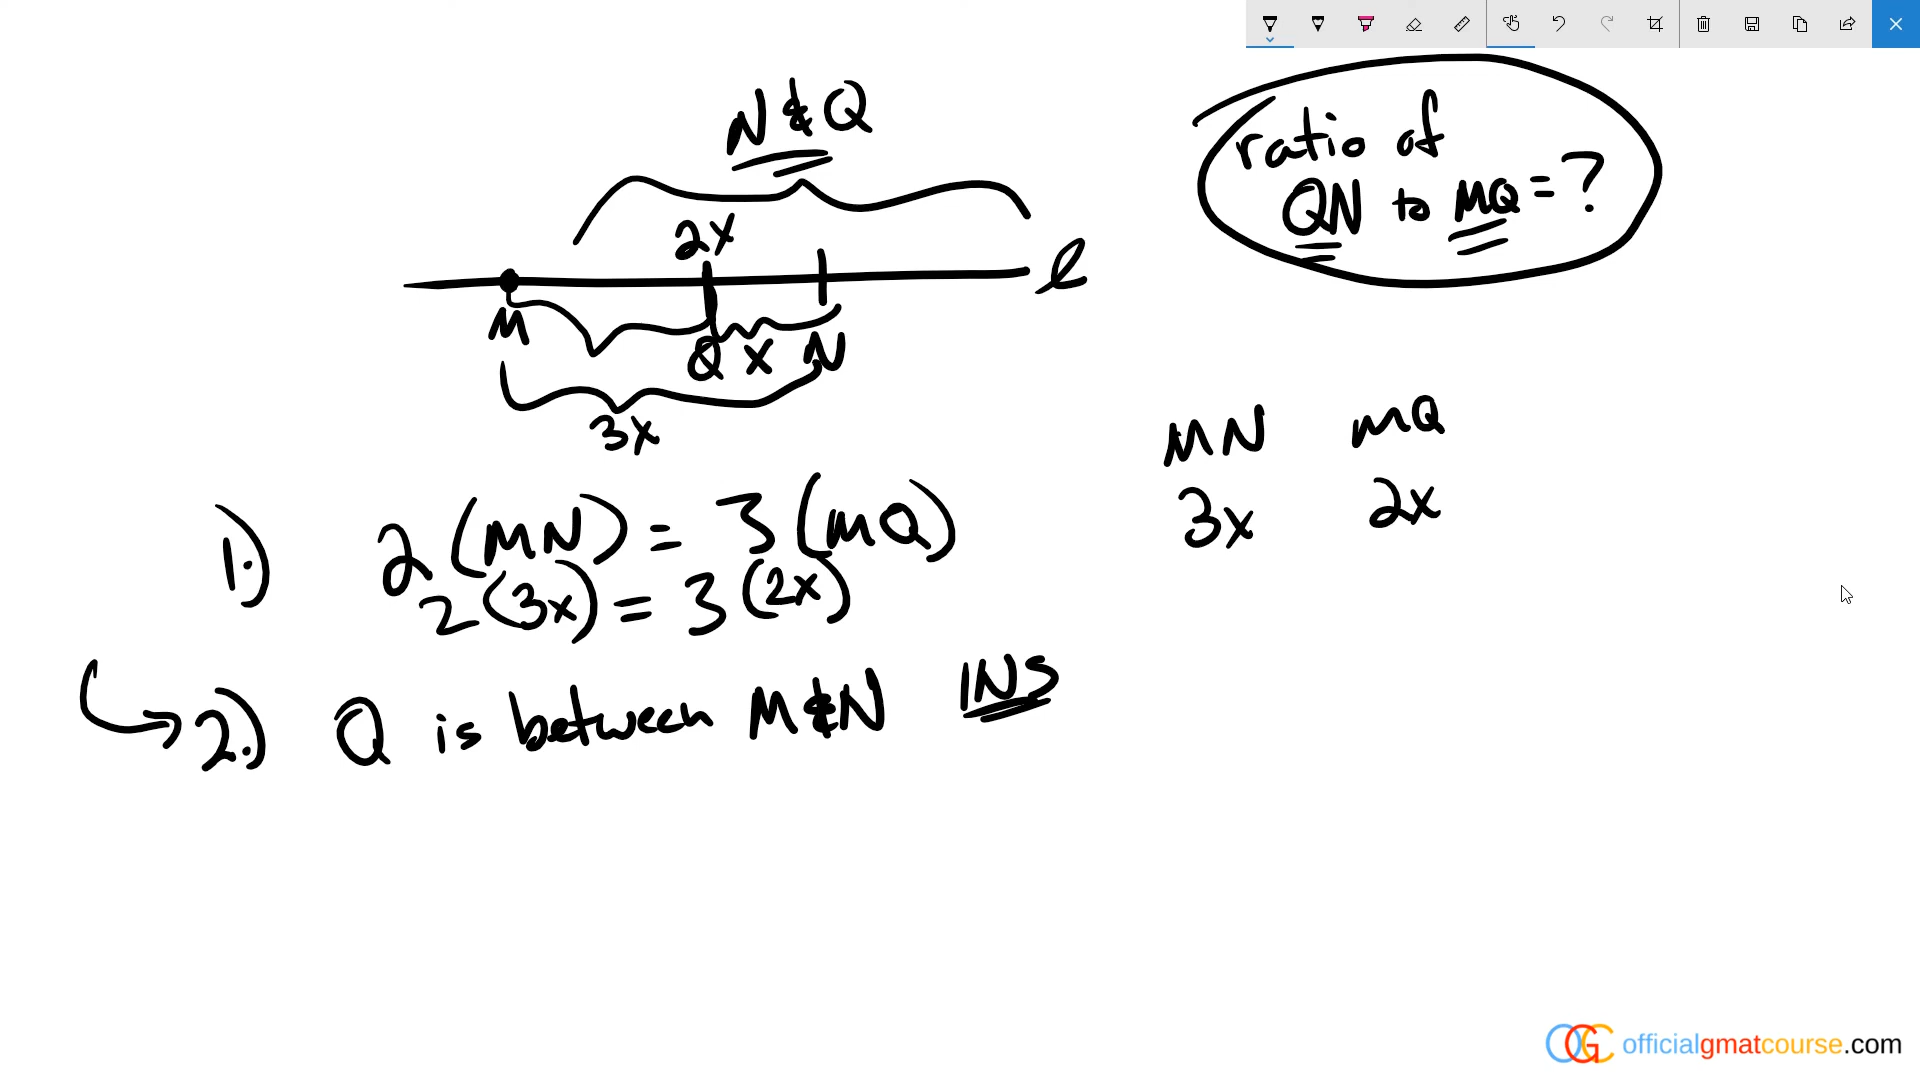 N & Q
ratio of
QN to MQ = ?
2x
l
M
Q x N
3x
MN MQ
3x 2x
1.) 2 (MN) = 3 (MQ)
2 (3x) = 3 (2x)
2.) Q is between M & N INS
officialgmatcourse.com